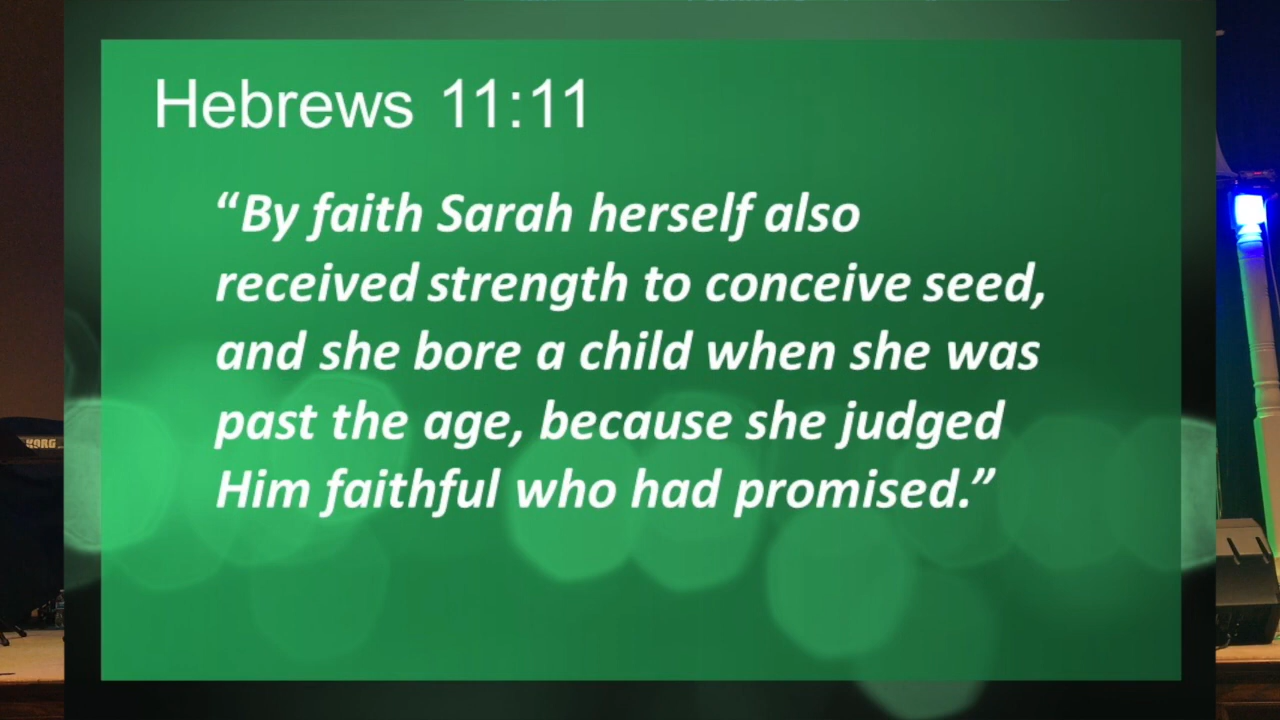 Hebrews 11:11
“By faith Sarah herself also
received strength to conceive seed,
and she bore a child when she was
past the age, because she judged
Him faithful who had promised.”
KORG